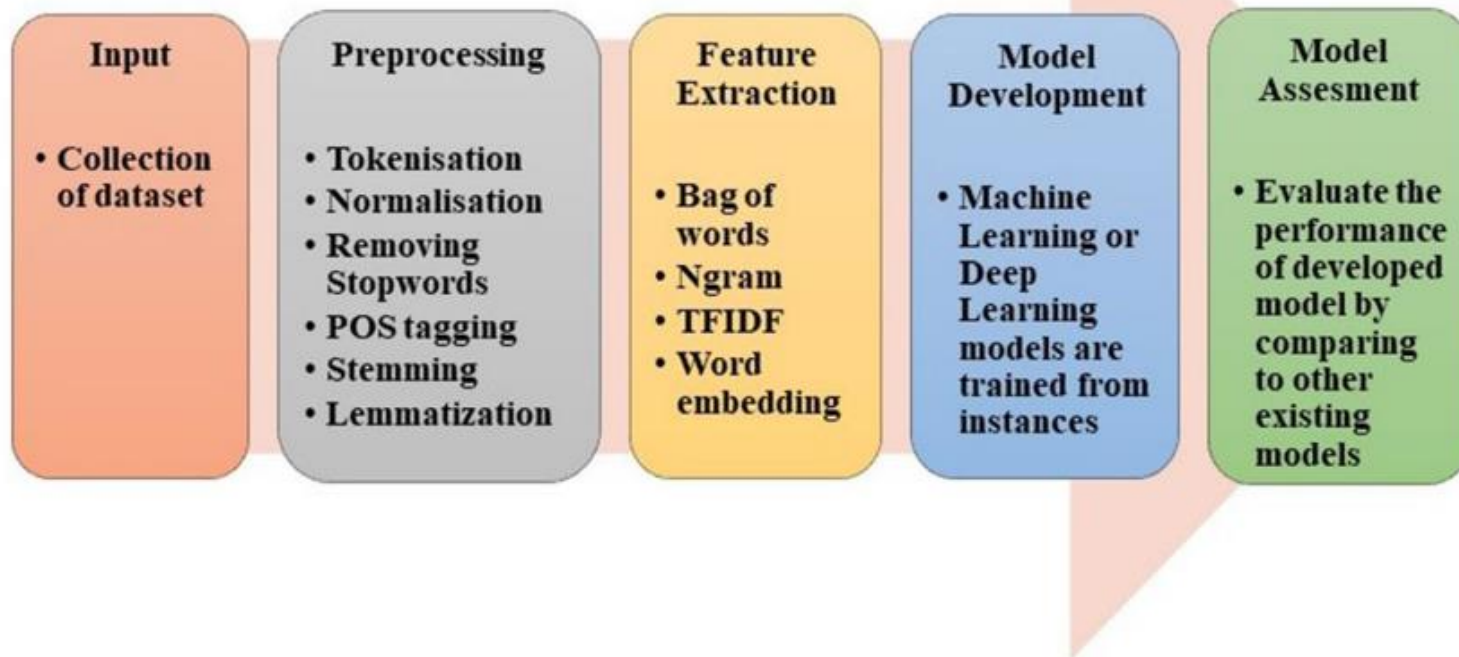 Input
• Collection
of dataset
Preprocessing
• Tokenisation
• Normalisation
• Removing
Stopwords
• POS tagging
• Stemming
• Lemmatization
Feature
Extraction
• Bag of
words
• Ngram
• TFIDF
• Word
embedding
Model
Development
• Machine
Learning or
Deep
Learning
models are
trained from
instances
Model
Assesment
• Evaluate the
performance
of developed
model by
comparing
to other
existing
models